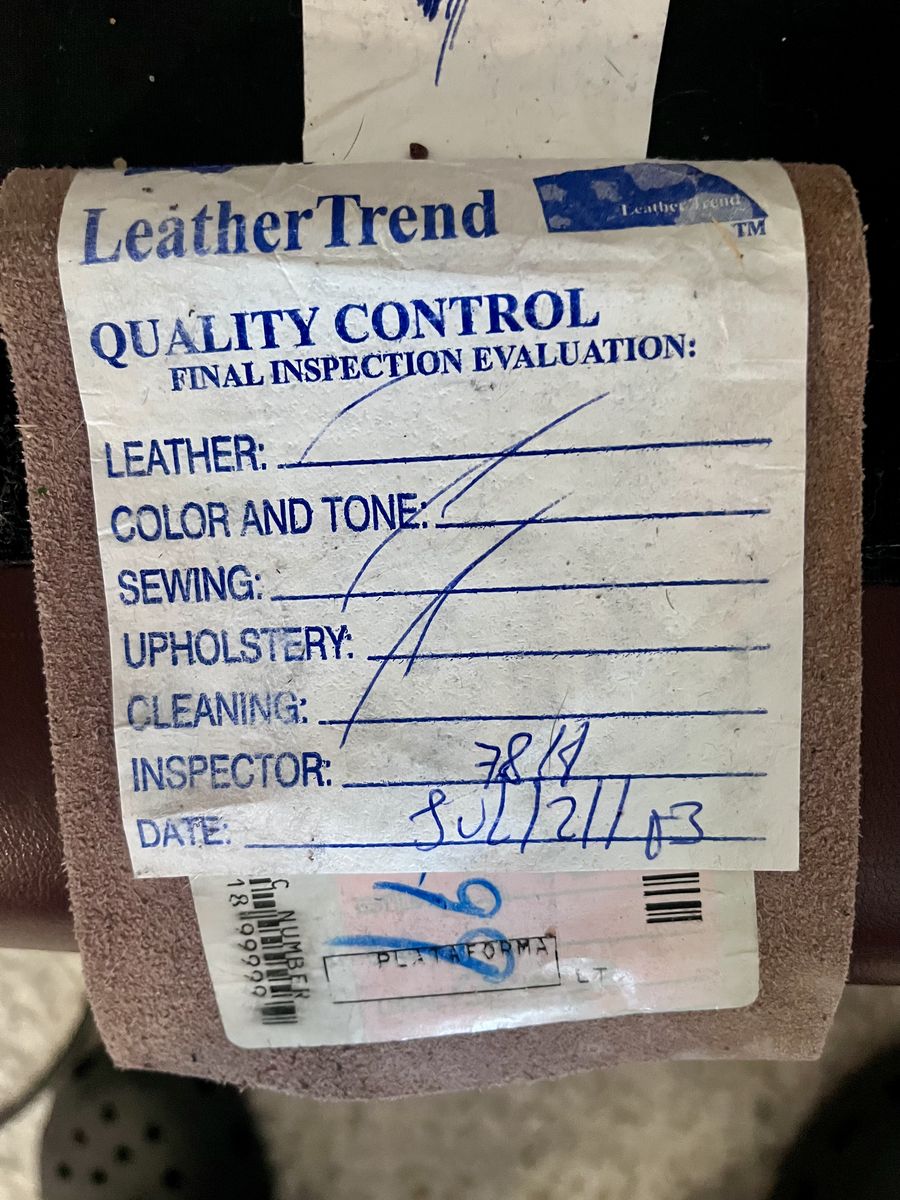 LeatherTrend
Leather Trend
TM
QUALITY CONTROL
FINAL INSPECTION EVALUATION:
LEATHER:
COLOR AND TONE:
SEWING:
UPHOLSTERY:
CLEANING:
INSPECTOR: 78
DATE: JUL/21/03
NUMBER
PLATAFORMA
LT